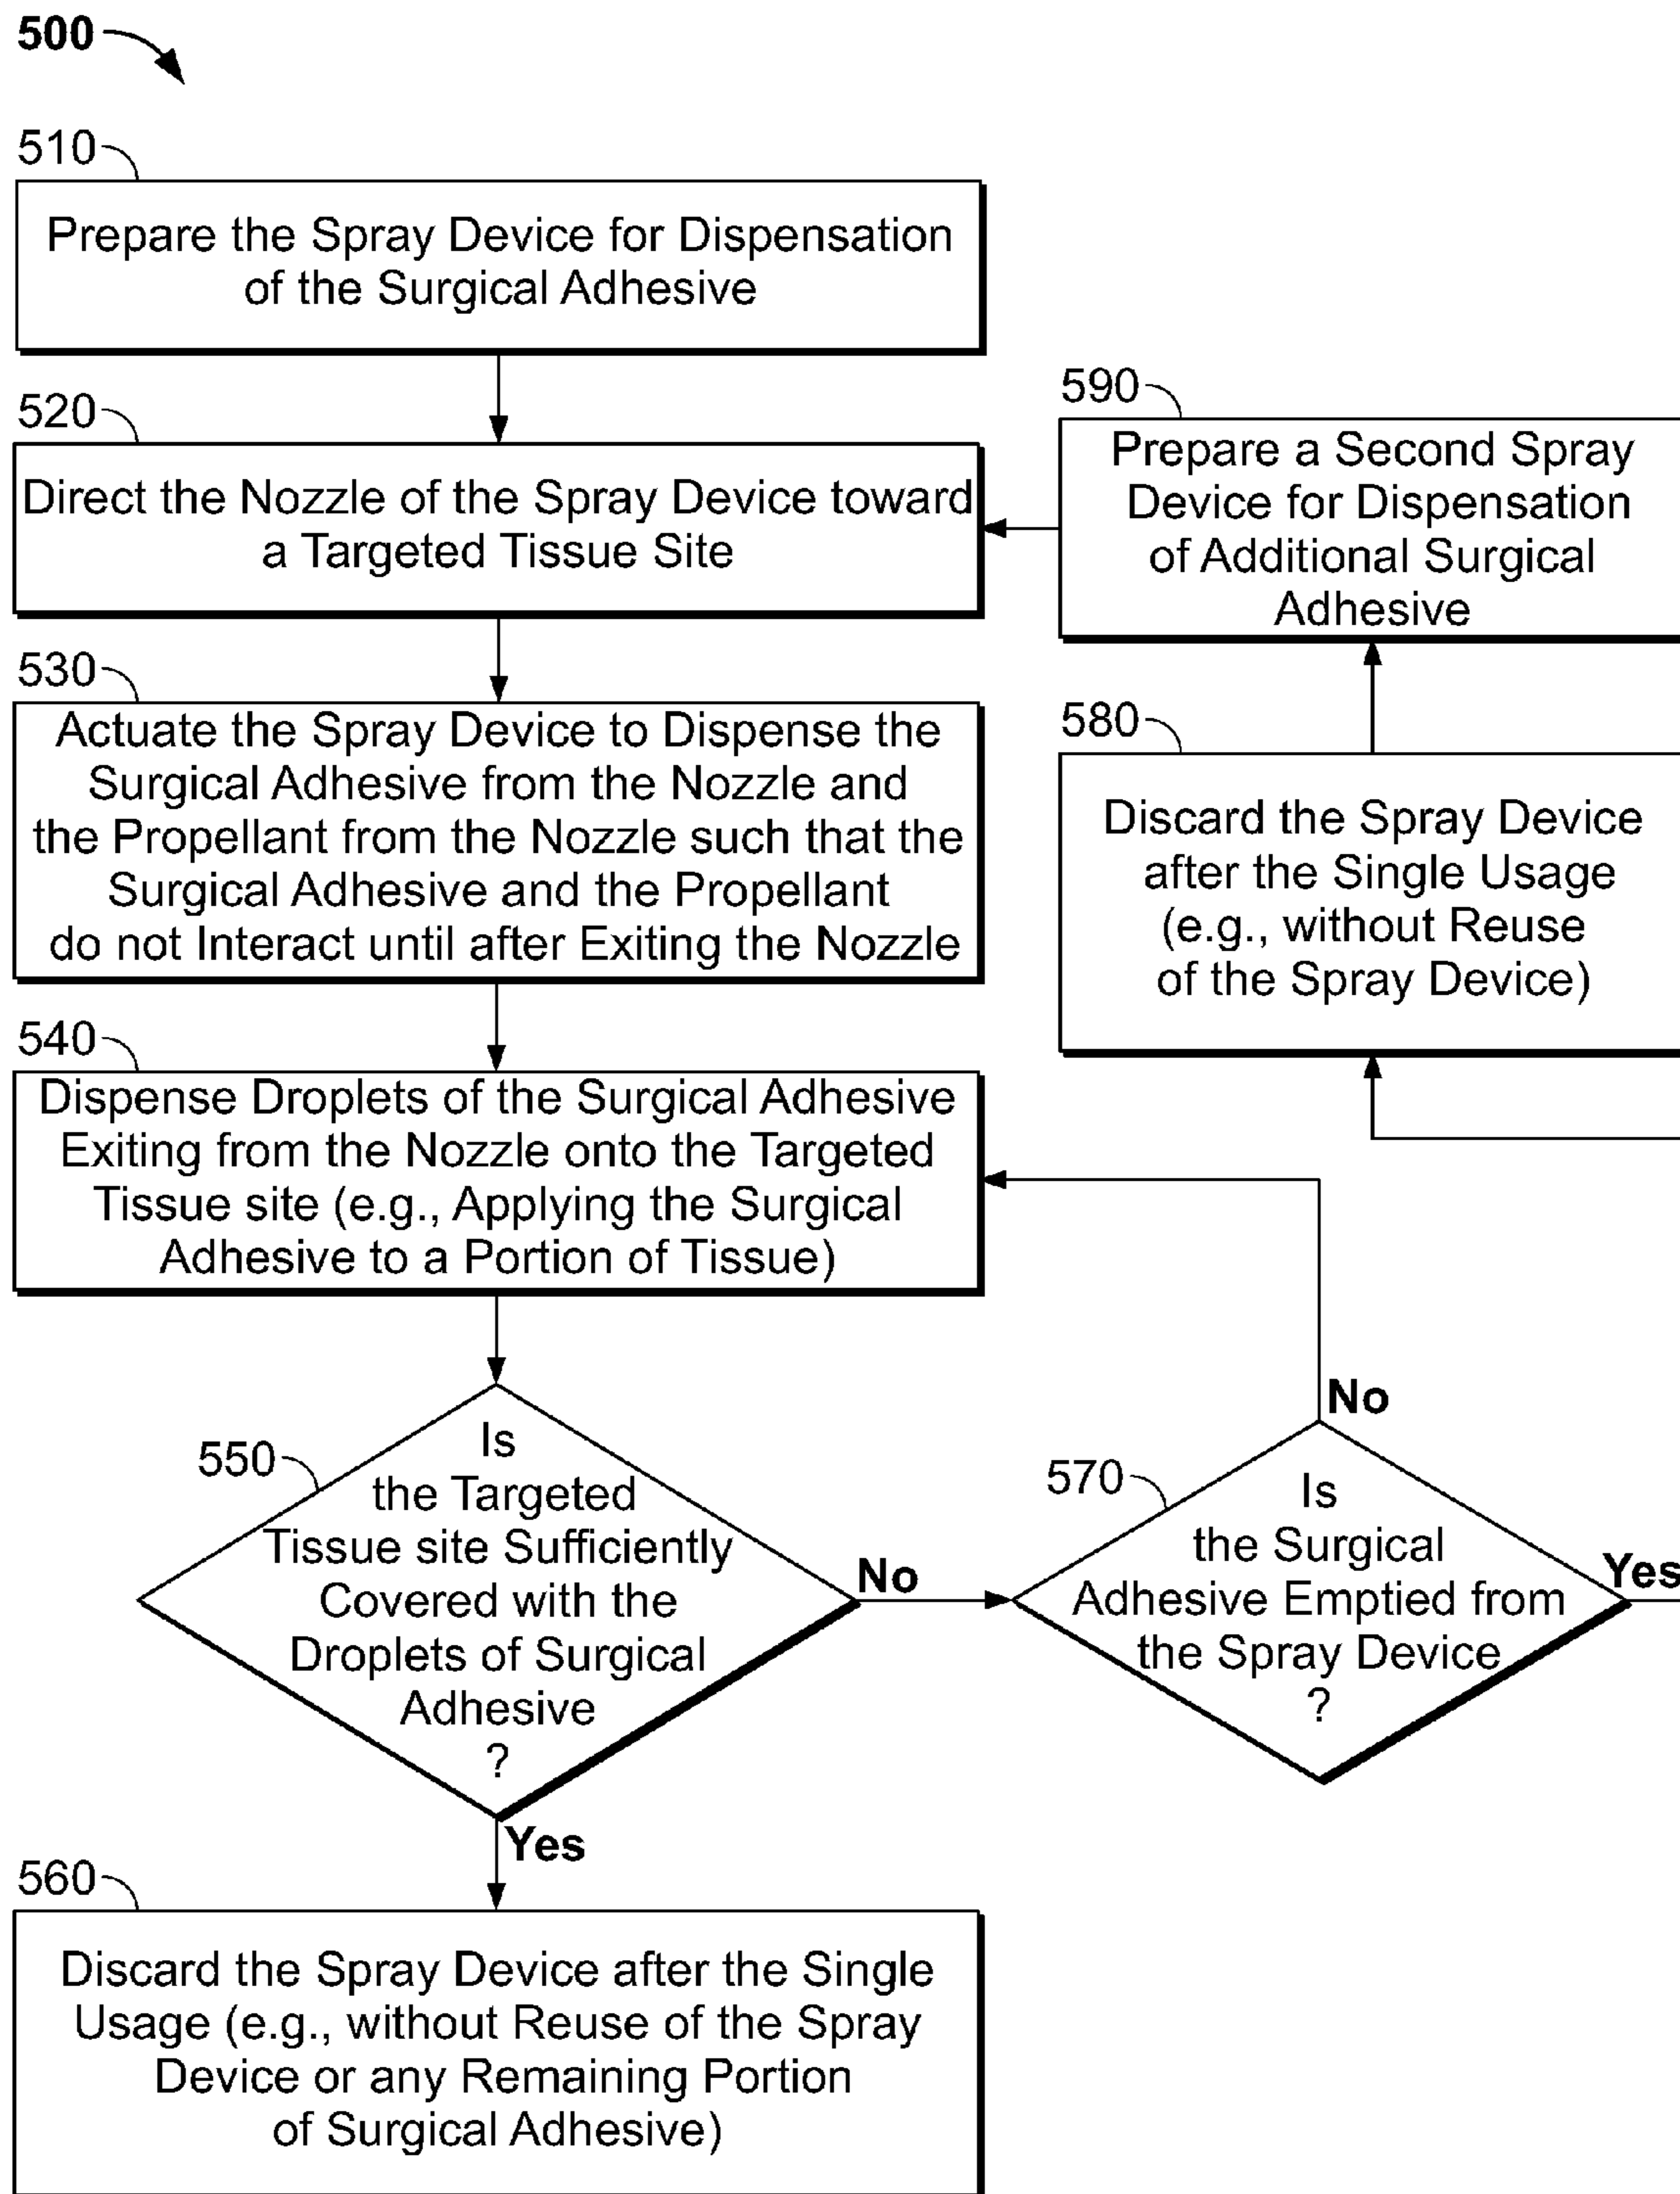 500
510
Prepare the Spray Device for Dispensation
of the Surgical Adhesive
520
Direct the Nozzle of the Spray Device toward
a Targeted Tissue Site
530
Actuate the Spray Device to Dispense the
Surgical Adhesive from the Nozzle and
the Propellant from the Nozzle such that the
Surgical Adhesive and the Propellant
do not Interact until after Exiting the Nozzle
540
Dispense Droplets of the Surgical Adhesive
Exiting from the Nozzle onto the Targeted
Tissue site (e.g., Applying the Surgical
Adhesive to a Portion of Tissue)
550
Is
the Targeted
Tissue site Sufficiently
Covered with the
Droplets of Surgical
Adhesive
?
No
Yes
560
Discard the Spray Device after the Single
Usage (e.g., without Reuse of the Spray
Device or any Remaining Portion
of Surgical Adhesive)
570
Is
the Surgical
Adhesive Emptied from
the Spray Device
?
No
Yes
580
Discard the Spray Device
after the Single Usage
(e.g., without Reuse
of the Spray Device)
590
Prepare a Second Spray
Device for Dispensation
of Additional Surgical
Adhesive